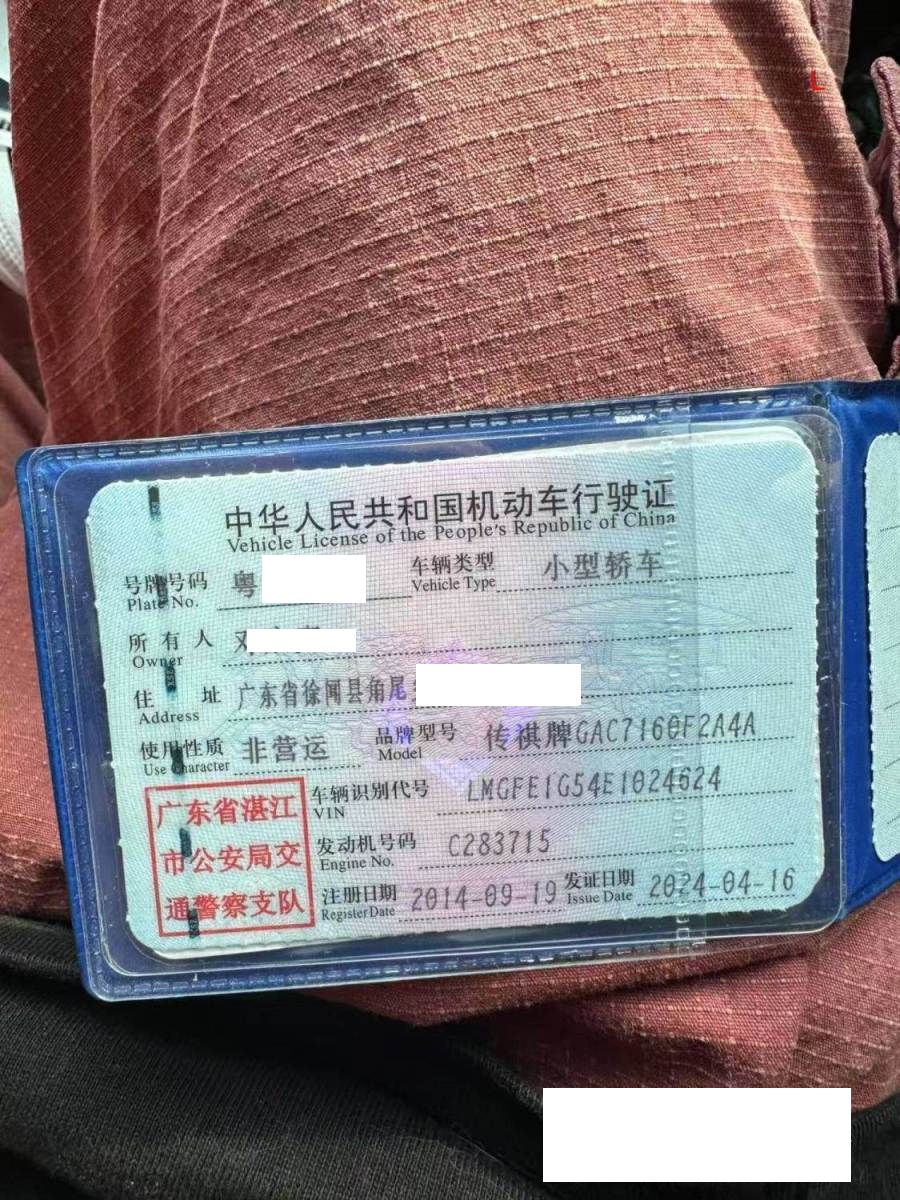 L
中华人民共和国机动车行驶证
Vehicle License of the People's Republic of China
号牌号码 粤 车辆类型 小型轿车
Plate No. Vehicle Type
所有人
Owner
住址 广东省徐闻县角尾
Address
使用性质 非营运 品牌型号 传祺牌GAC7160F2A4A
Use Character Model
广东省湛江 车辆识别代号 LMGFE1G54E1024624
VIN
市公安局交 发动机号码 C283715
Engine No.
通警察支队 注册日期 2014-09-19 发证日期 2024-04-16
Register Date Issue Date